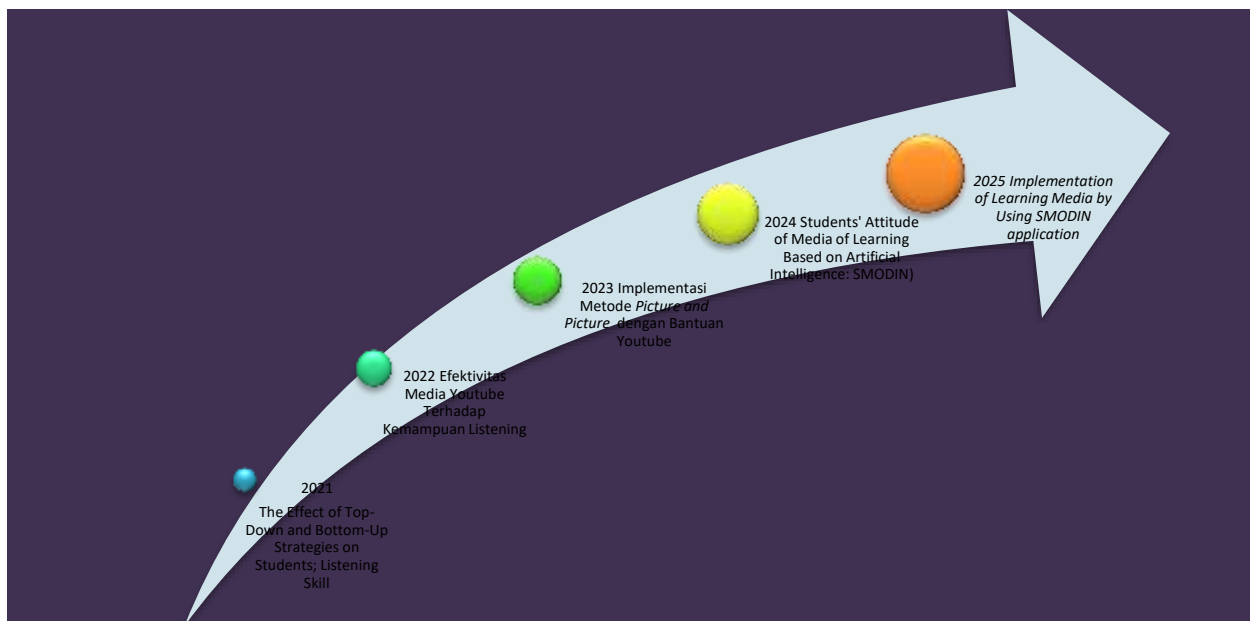 2021
The Effect of Top-
Down and Bottom-Up
Strategies on
Students; Listening
Skill
2022 Efektivitas
Media Youtube
Terhadap
Kemampuan Listening
2023 Implementasi
Metode Picture and
Picture dengan Bantuan
Youtube
2024 Students' Attitude
of Media of Learning
Based on Artificial
Intelligence: SMODIN)
2025 Implementation
of Learning Media by
Using SMODIN
application